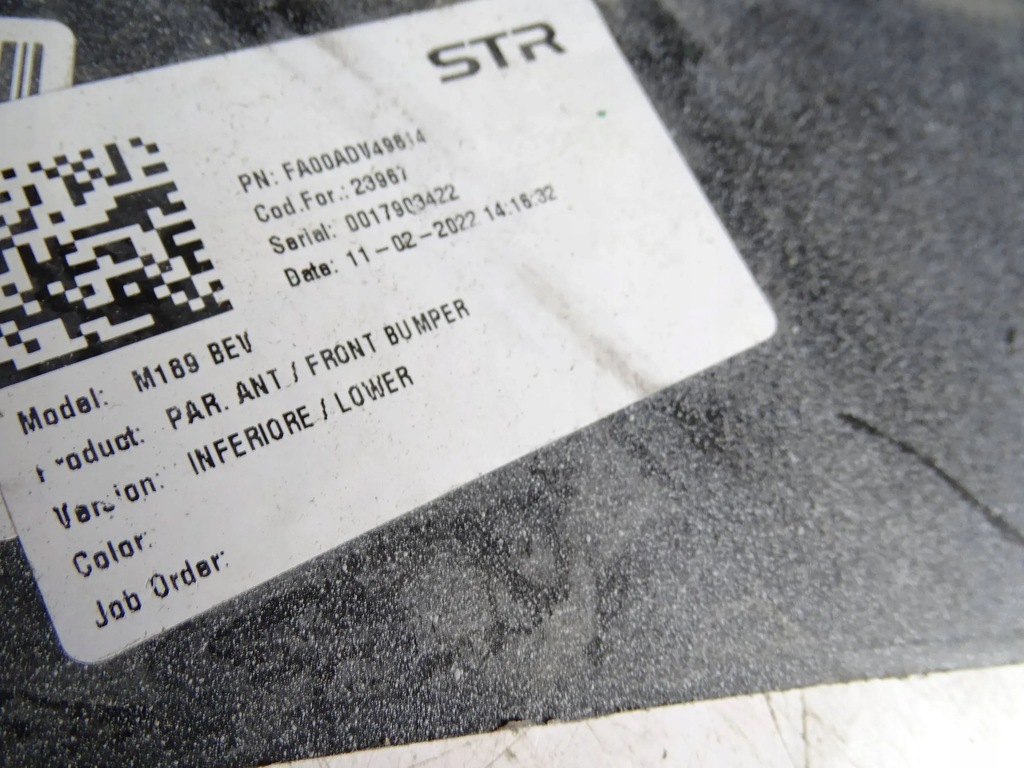 STR
PN: FA00ADV49814
Cod.For.: 23967
Serial: 0017903422
Date: 11-02-2022 14:16:32
Model: M189 BEV
Product: PAR. ANT / FRONT BUMPER
Version: INFERIORE / LOWER
Color:
Job Order: